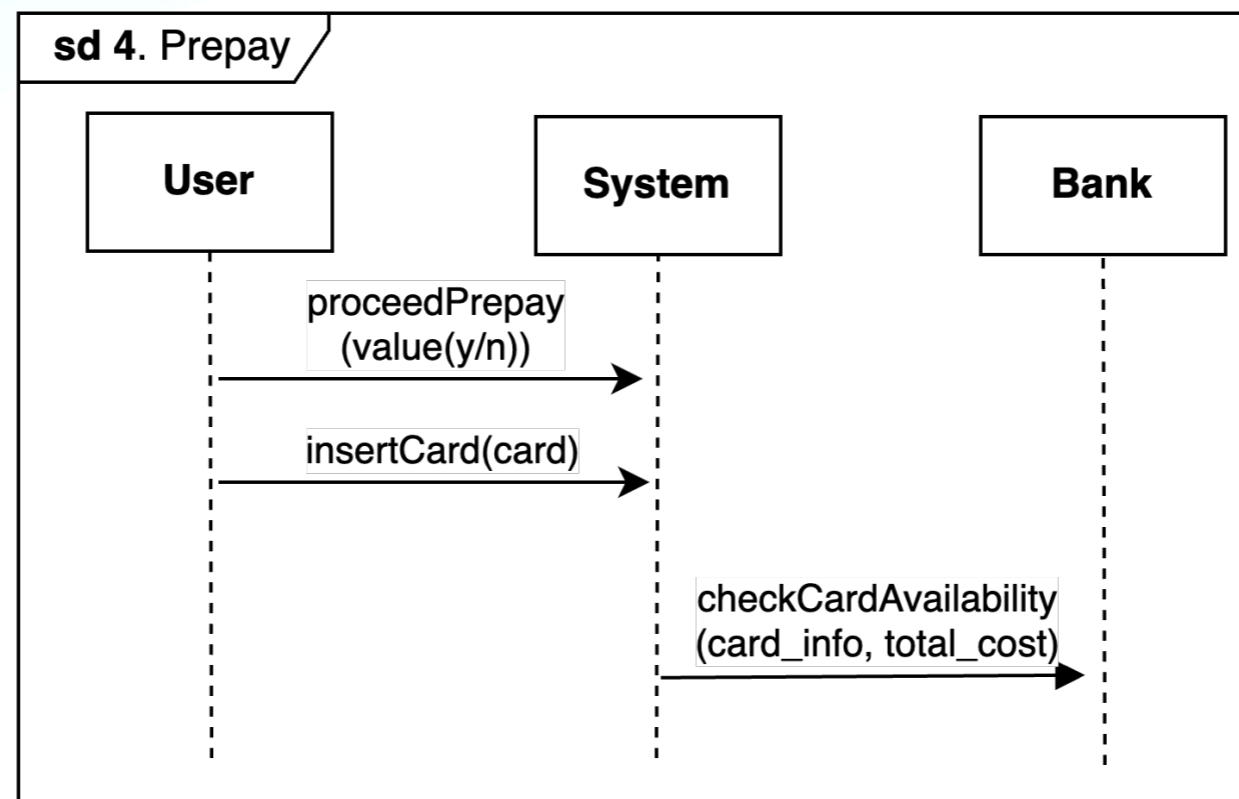 sd 4. Prepay
User
System
Bank
proceedPrepay
(value(y/n))
insertCard(card)
checkCardAvailability
(card_info, total_cost)